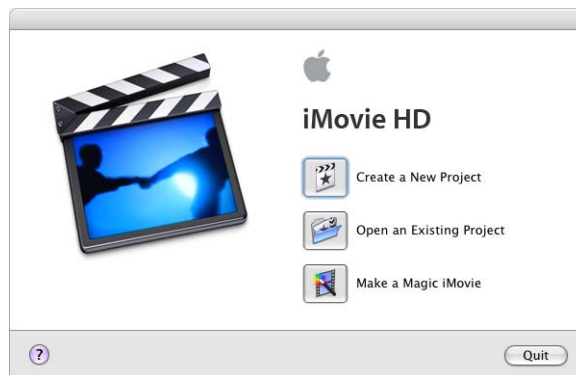 iMovie HD
Create a New Project
Open an Existing Project
Make a Magic iMovie
?
Quit